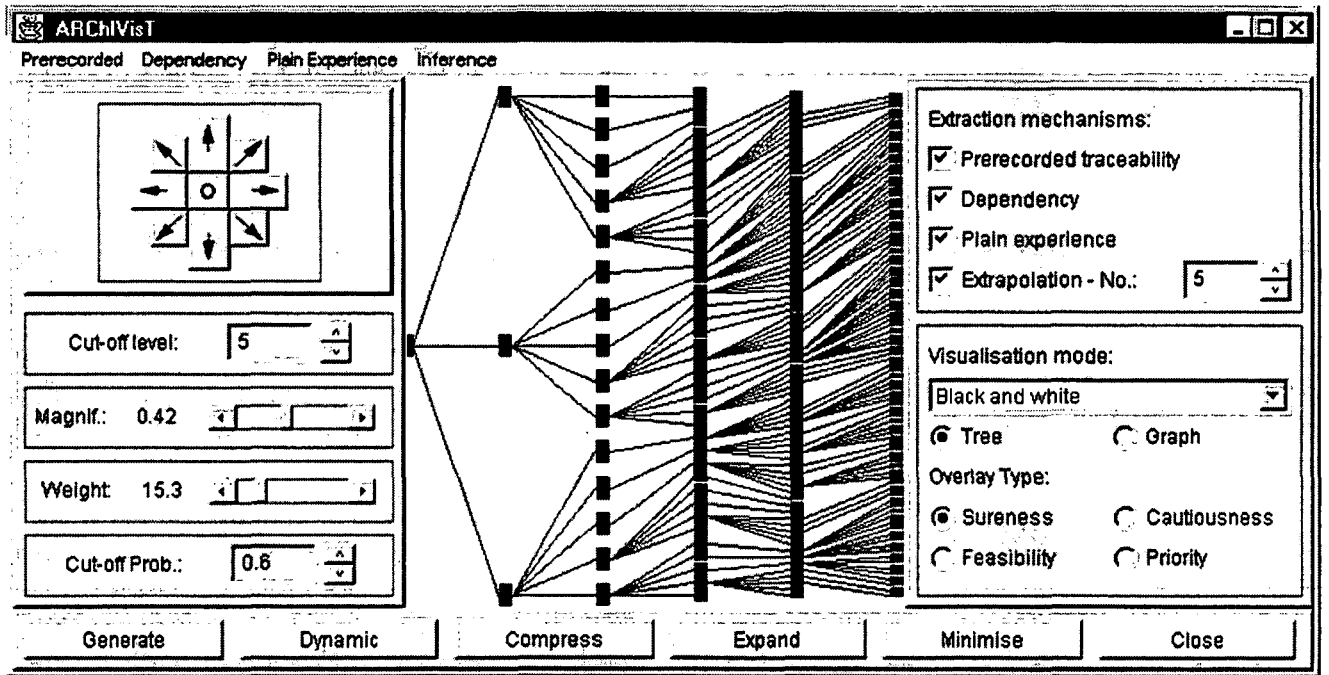 ARChIVisT
Prerecorded Dependency Plain Experience Inference
Cut-off level: 5
Magnif.: 0.42
Weight: 15.3
Cut-off Prob.: 0.6
Extraction mechanisms:
Prerecorded traceability
Dependency
Plain experience
Extrapolation - No.: 5
Visualisation mode:
Black and white
Tree Graph
Overlay Type:
Sureness Cautiousness
Feasibility Priority
Generate Dynamic Compress Expand Minimise Close